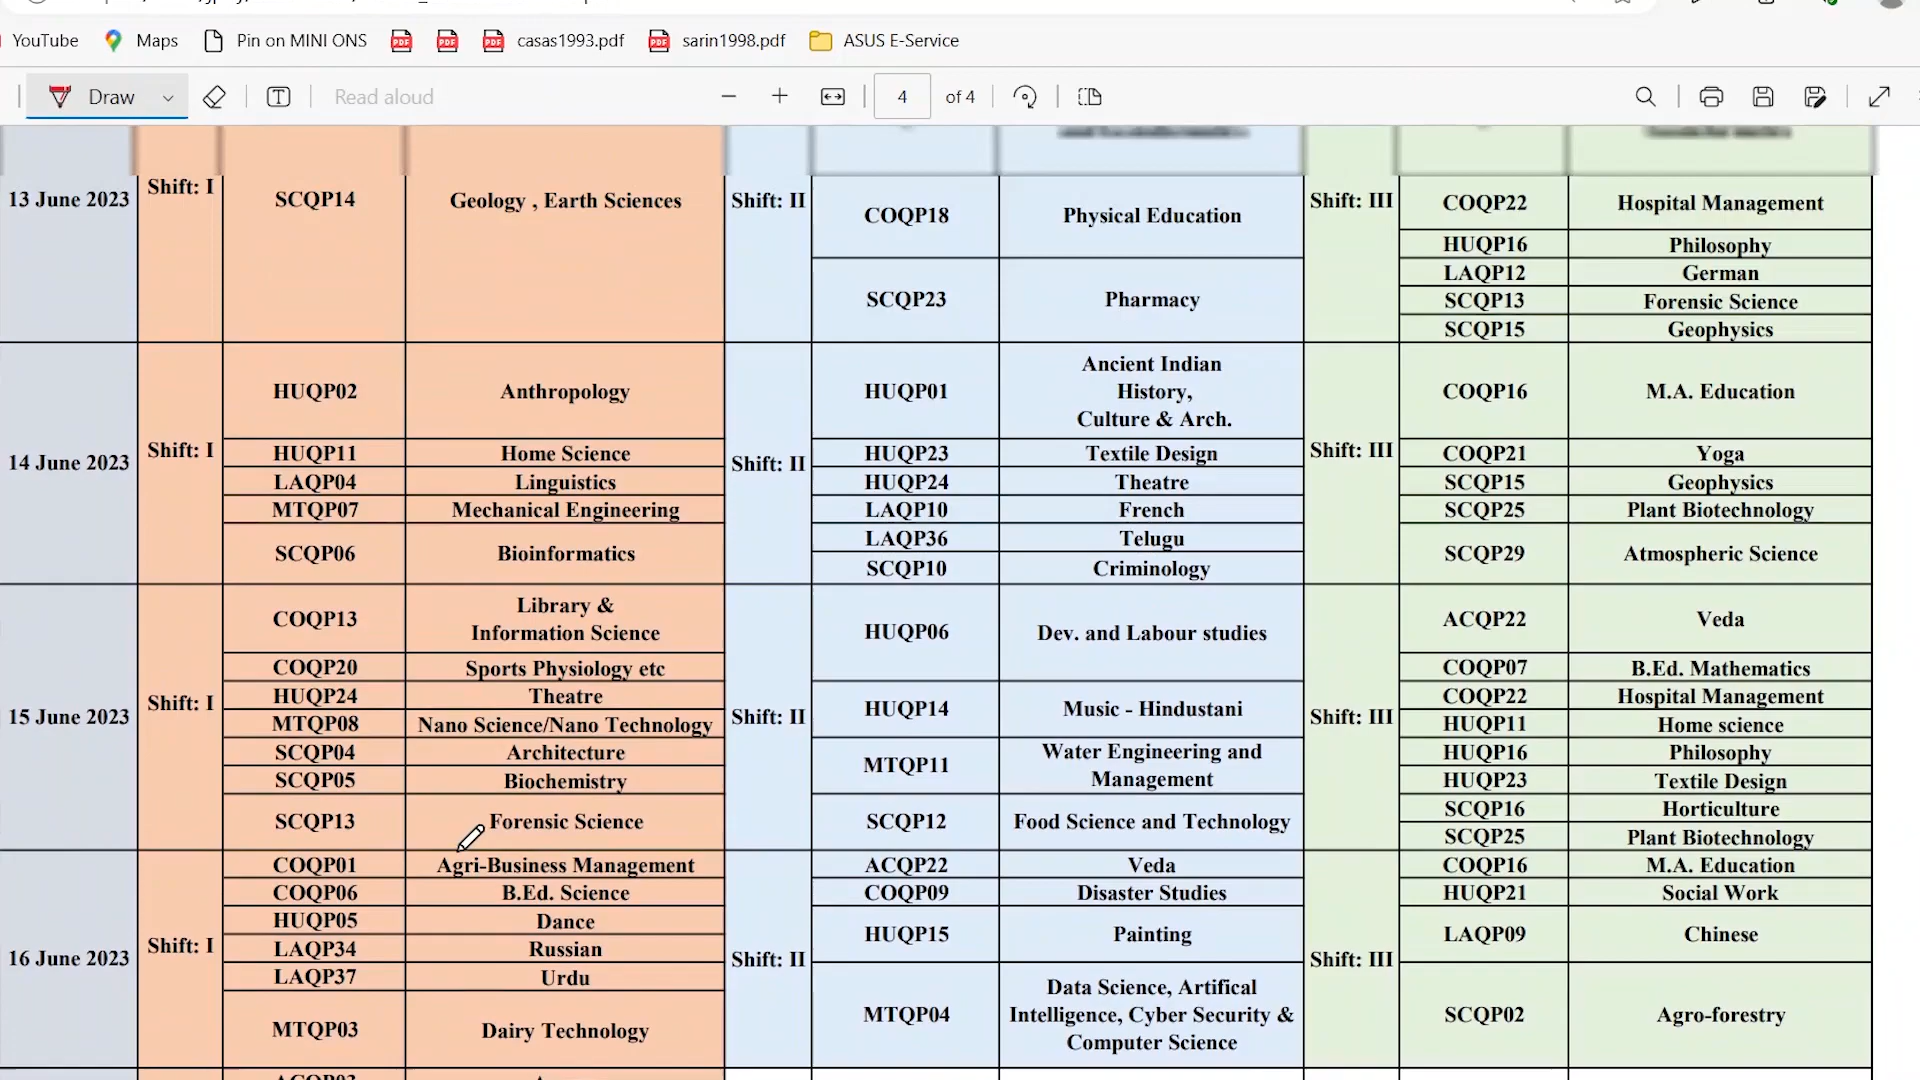 YouTube Maps Pin on MINI ONS PDF PDF PDF casas1993.pdf PDF sarin1998.pdf ASUS E-Service
Draw T Read aloud 4 of 4
13 June 2023 Shift: I SCQP14 Geology , Earth Sciences Shift: II COQP18 Physical Education Shift: III COQP22 Hospital Management
HUQP16 Philosophy
LAQP12 German
SCQP23 Pharmacy SCQP13 Forensic Science
SCQP15 Geophysics
14 June 2023 Shift: I HUQP02 Anthropology Shift: II HUQP01 Ancient Indian
History,
Culture & Arch. Shift: III COQP16 M.A. Education
HUQP11 Home Science HUQP23 Textile Design COQP21 Yoga
LAQP04 Linguistics HUQP24 Theatre SCQP15 Geophysics
MTQP07 Mechanical Engineering LAQP10 French SCQP25 Plant Biotechnology
SCQP06 Bioinformatics LAQP36 Telugu SCQP29 Atmospheric Science
SCQP10 Criminology
15 June 2023 Shift: I COQP13 Library &
Information Science Shift: II HUQP06 Dev. and Labour studies Shift: III ACQP22 Veda
COQP20 Sports Physiology etc COQP07 B.Ed. Mathematics
HUQP24 Theatre HUQP14 Music - Hindustani COQP22 Hospital Management
MTQP08 Nano Science/Nano Technology HUQP11 Home science
SCQP04 Architecture MTQP11 Water Engineering and
Management HUQP16 Philosophy
SCQP05 Biochemistry HUQP23 Textile Design
SCQP13 Forensic Science SCQP12 Food Science and Technology SCQP16 Horticulture
SCQP25 Plant Biotechnology
16 June 2023 Shift: I COQP01 Agri-Business Management Shift: II ACQP22 Veda Shift: III COQP16 M.A. Education
COQP06 B.Ed. Science COQP09 Disaster Studies HUQP21 Social Work
HUQP05 Dance HUQP15 Painting LAQP09 Chinese
LAQP34 Russian
LAQP37 Urdu
MTQP03 Dairy Technology MTQP04 Data Science, Artifical
Intelligence, Cyber Security &
Computer Science SCQP02 Agro-forestry